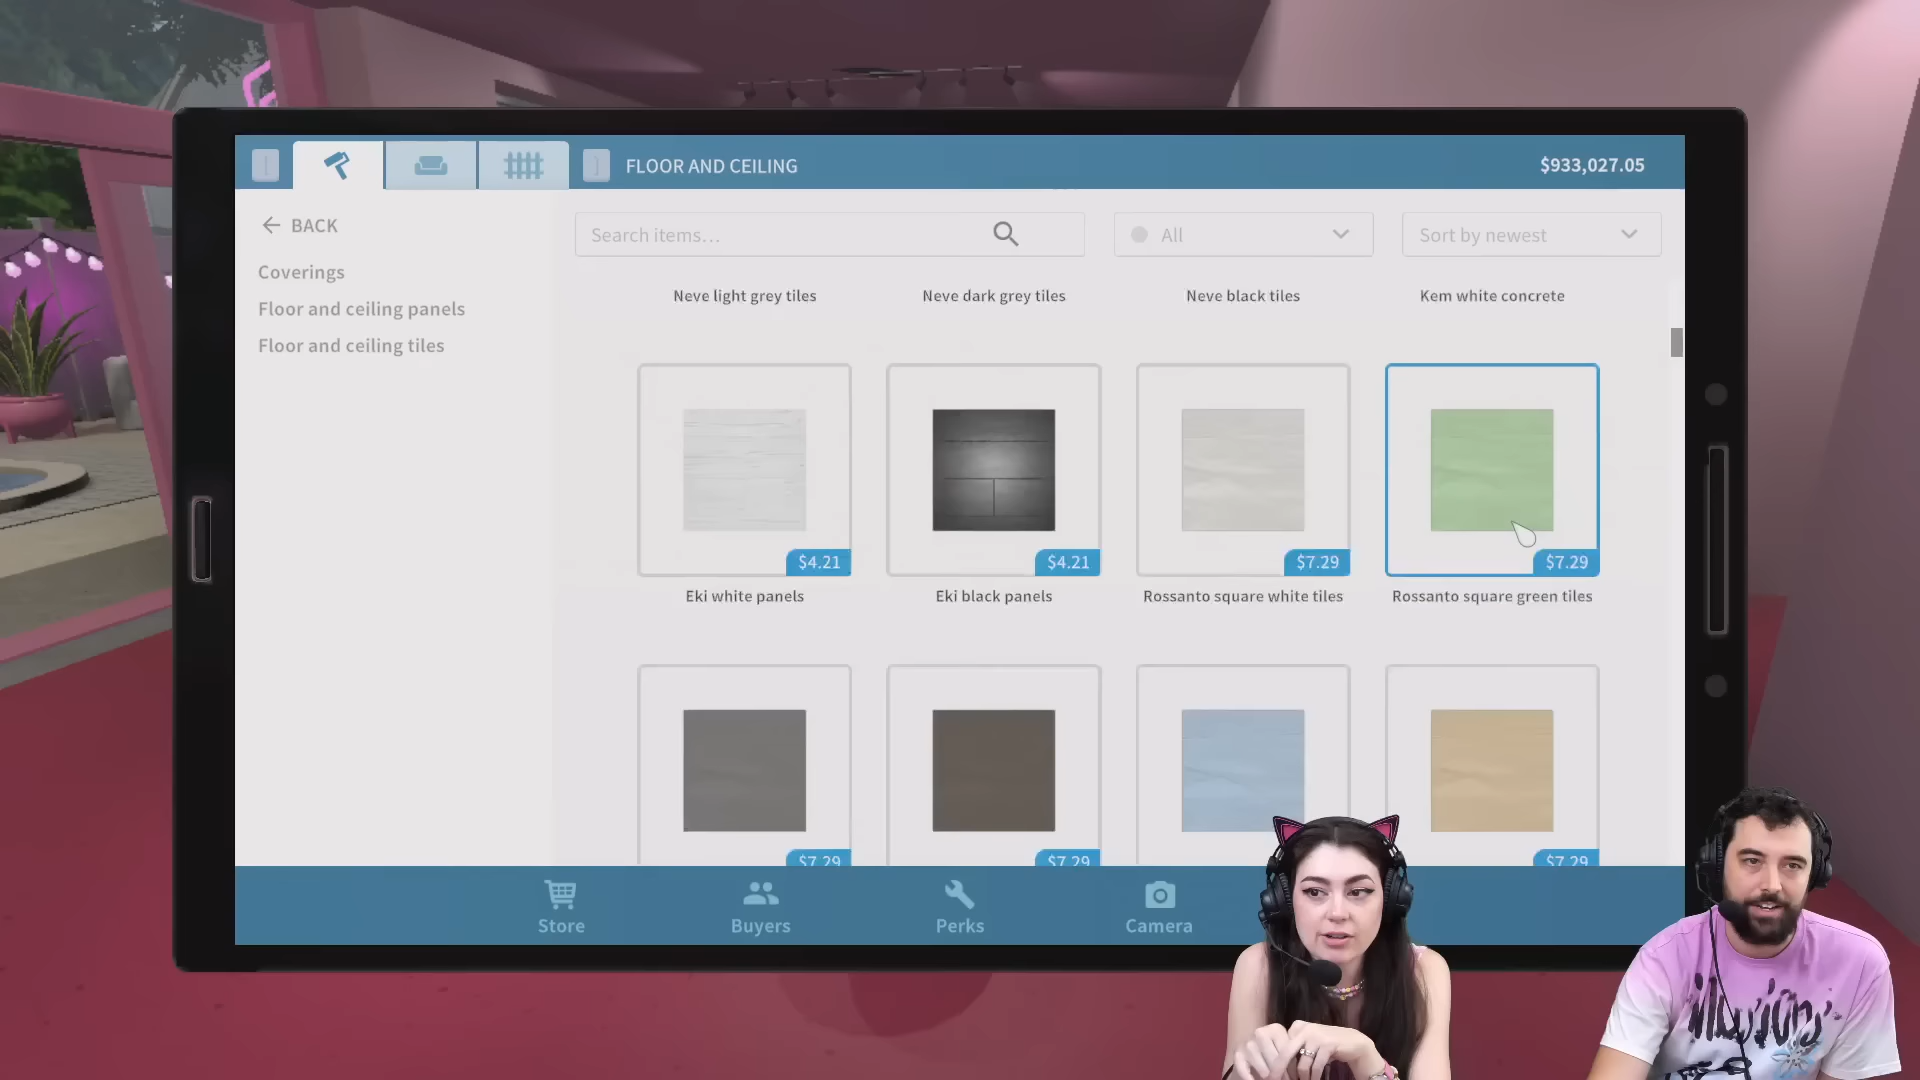 FLOOR AND CEILING
$933,027.05
BACK
Search items...
All
Sort by newest
Coverings
Floor and ceiling panels
Floor and ceiling tiles
Neve light grey tiles
Neve dark grey tiles
Neve black tiles
Kem white concrete
$4.21
$4.21
$7.29
$7.29
Eki white panels
Eki black panels
Rossanto square white tiles
Rossanto square green tiles
$7.29
$7.29
$7.29
Store
Buyers
Perks
Camera